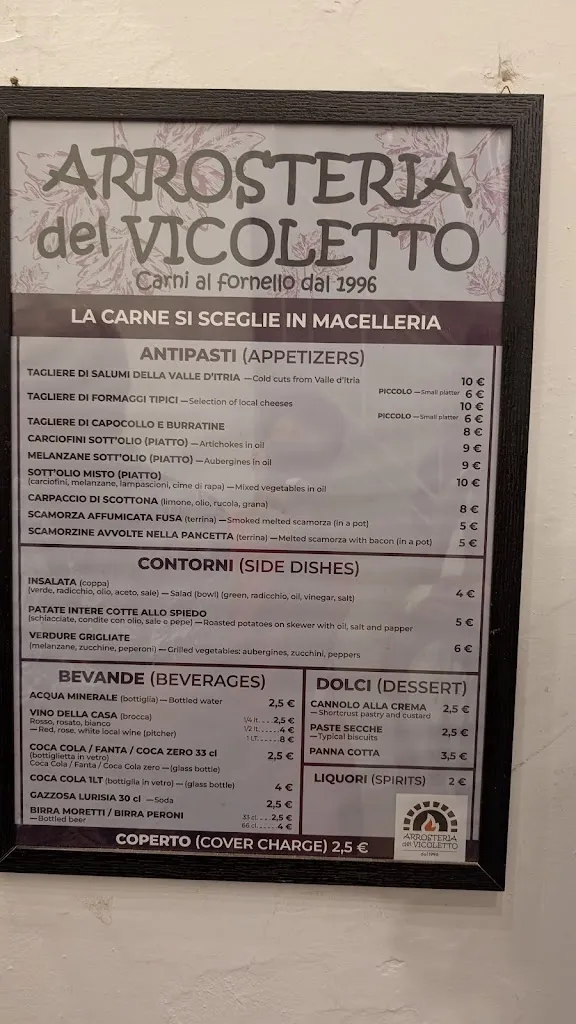 ARROSTERIA
del VICOLETTO
Carni al fornello dal 1996
LA CARNE SI SCEGLIE IN MACELLERIA
ANTIPASTI (APPETIZERS)
TAGLIERE DI SALUMI DELLA VALLE D'ITRIA —Cold cuts from Valle d'Itria 10 €
PICCOLO —Small platter 6 €
TAGLIERE DI FORMAGGI TIPICI —Selection of local cheeses 10 €
PICCOLO —Small platter 6 €
TAGLIERE DI CAPOCOLLO E BURRATINE 8 €
CARCIOFINI SOTT'OLIO (PIATTO) —Artichokes in oil 9 €
MELANZANE SOTT'OLIO (PIATTO) —Aubergines in oil 9 €
SOTT'OLIO MISTO (PIATTO) 10 €
(carciofini, melanzane, lampascioni, cime di rapa) —Mixed vegetables in oil
CARPACCIO DI SCOTTONA (limone, olio, rucola, grana) 8 €
SCAMORZA AFFUMICATA FUSA (terrina) —Smoked melted scamorza (in a pot) 5 €
SCAMORZINE AVVOLTE NELLA PANCETTA (terrina) —Melted scamorza with bacon (in a pot) 5 €
CONTORNI (SIDE DISHES)
INSALATA (coppa)
(verde, radicchio, olio, aceto, sale) — Salad (bowl) (green, radicchio, oil, vinegar, salt) 4 €
PATATE INTERE COTTE ALLO SPIEDO
(schiacciate, condite con olio, sale e pepe) —Roasted potatoes on skewer with oil, salt and papper 5 €
VERDURE GRIGLIATE
(melanzane, zucchine, peperoni) — Grilled vegetables: aubergines, zucchini, peppers 6 €
BEVANDE (BEVERAGES)
ACQUA MINERALE (bottiglia) —Bottled water 2,5 €
VINO DELLA CASA (brocca) 1/4 lt.....2,5 €
Rosso, rosato, bianco 1/2 lt......4 €
— Red, rose, white local wine (pitcher) 1 LT......8 €
COCA COLA / FANTA / COCA ZERO 33 cl 2,5 €
(bottiglietta in vetro)
Coca Cola / Fanta / Coca Zero —(glass bottle)
COCA COLA 1LT (bottiglia in vetro) —(glass bottle) 4 €
GAZZOSA LURISIA 30 cl —Soda 2,5 €
BIRRA MORETTI / BIRRA PERONI 33 cl.....2,5 €
—Bottled beer 66 cl......4 €
DOLCI (DESSERT)
CANNOLO ALLA CREMA 2,5 €
— Shortcrust pastry and custard
PASTE SECCHE 2,5 €
—Typical biscuits
PANNA COTTA 3,5 €
LIQUORI (SPIRITS) 2 €
ARROSTERIA
del VICOLETTO
dal 1996
COPERTO (COVER CHARGE) 2,5 €